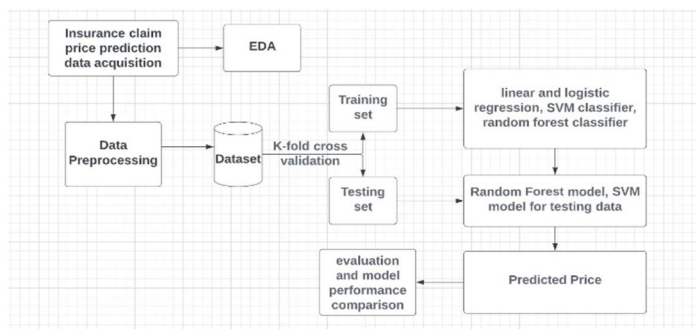 Insurance claim
price prediction
data acquisition
EDA
Data
Preprocessing
Dataset
K-fold cross
validation
Training
set
Testing
set
linear and logistic
regression, SVM classifier,
random forest classifier
Random Forest model, SVM
model for testing data
Predicted Price
evaluation
and model
performance
comparison